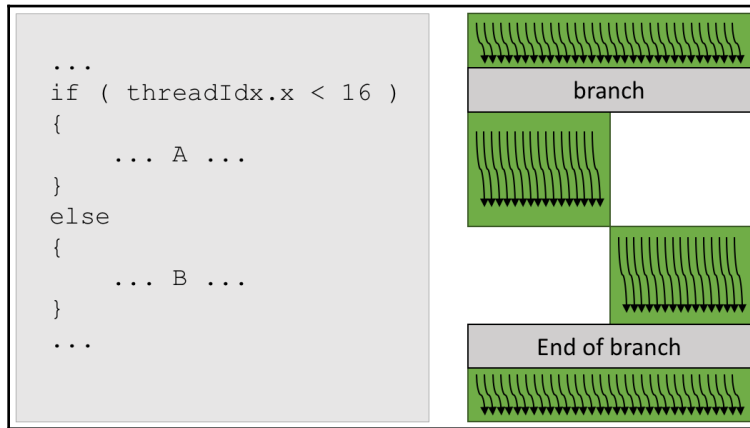 ...
if ( threadIdx.x < 16 )
{
... A ...
}
else
{
... B ...
}
...
branch
End of branch